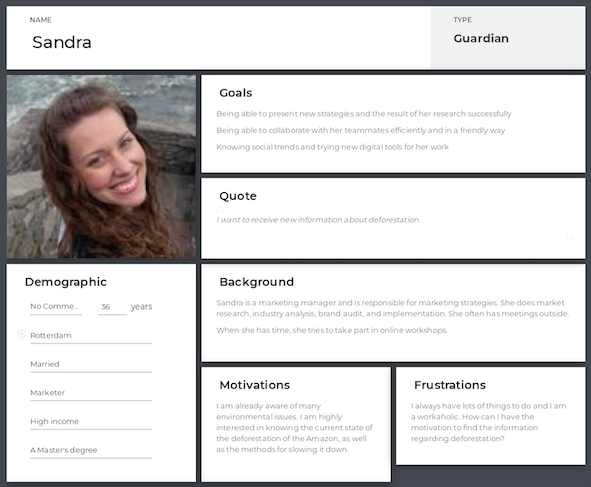 NAME
Sandra
TYPE
Guardian
Goals
Being able to present new strategies and the result of her research successfully
Being able to collaborate with her teammates efficiently and in a friendly way
Knowing social trends and trying new digital tools for her work
Quote
I want to receive new information about deforestation.
Demographic
No Comme...
36 years
Rotterdam
Married
Marketer
High income
A Master's degree
Background
Sandra is a marketing manager and is responsible for marketing strategies. She does market
research, industry analysis, brand audit, and implementation. She often has meetings outside.
When she has time, she tries to take part in online workshops.
Motivations
I am already aware of many
environmental issues. I am highly
interested in knowing the current state of
the deforestation of the Amazon, as well
as the methods for slowing it down.
Frustrations
I always have lots of things to do and I am
a workaholic. How can I have the
motivation to find the information
regarding deforestation?